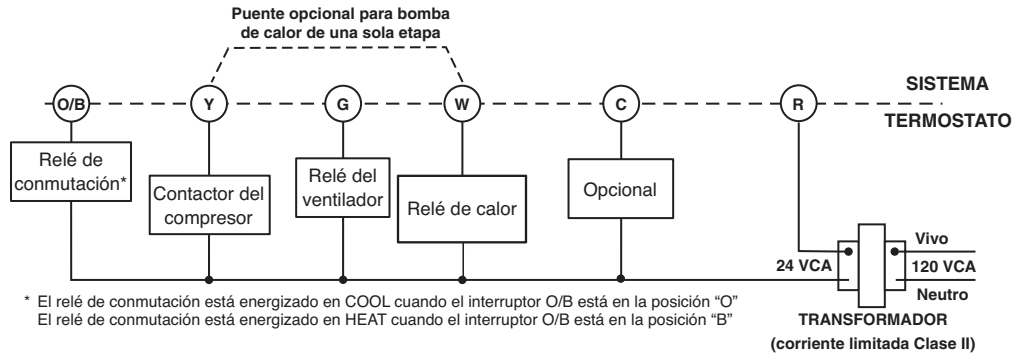 Puente opcional para bomba
de calor de una sola etapa
SISTEMA
O/B
Y
G
W
C
R
TERMOSTATO
Relé de
conmutación*
Contactor del
compresor
Relé del
ventilador
Relé de calor
Opcional
Vivo
24 VCA
120 VCA
Neutro
* El relé de conmutación está energizado en COOL cuando el interruptor O/B está en la posición “O”
El relé de conmutación está energizado en HEAT cuando el interruptor O/B está en la posición “B”
TRANSFORMADOR
(corriente limitada Clase II)